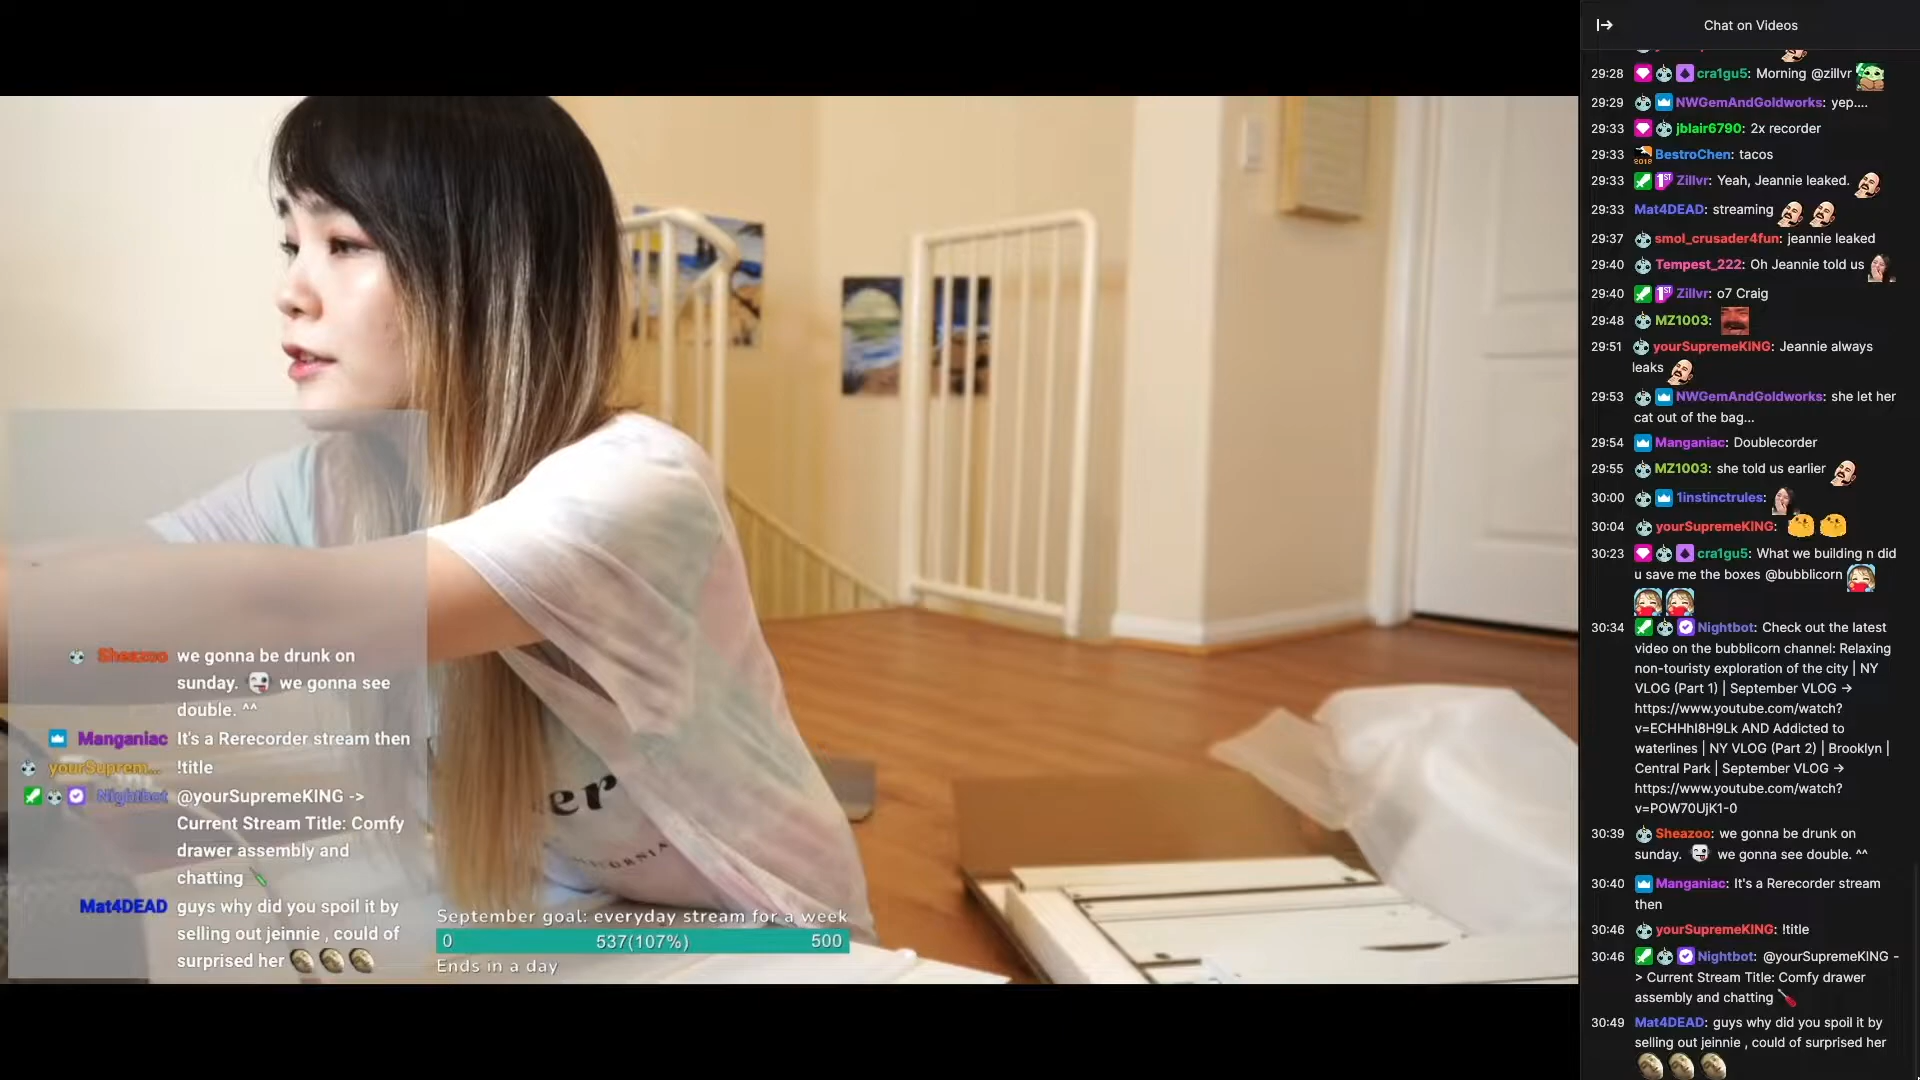 Chat on Videos
29:28 cra1gu5: Morning @zillvr
29:29 NWGemAndGoldworks: yep....
29:33 jblair6790: 2x recorder
29:33 BestroChen: tacos
29:33 Zillvr: Yeah, Jeannie leaked.
29:33 Mat4DEAD: streaming
29:37 smol_crusader4fun: jeannie leaked
29:40 Tempest_222: Oh Jeannie told us
29:40 Zillvr: o7 Craig
29:48 MZ1003:
29:51 yourSupremeKING: Jeannie always
leaks
29:53 NWGemAndGoldworks: she let her
cat out of the bag...
29:54 Manganiac: Doublecorder
29:55 MZ1003: she told us earlier
30:00 1instinctrules:
30:04 yourSupremeKING:
30:23 cra1gu5: What we building n did
u save me the boxes @bubblicorn
30:34 Nightbot: Check out the latest
video on the bubblicorn channel: Relaxing
non-touristy exploration of the city | NY
VLOG (Part 1) | September VLOG →
https://www.youtube.com/watch?
v=ECHHhI8H9Lk AND Addicted to
waterlines | NY VLOG (Part 2) | Brooklyn |
Central Park | September VLOG →
https://www.youtube.com/watch?
v=POW70UjK1-0
30:39 Sheazoo: we gonna be drunk on
sunday. we gonna see double. ^^
30:40 Manganiac: It's a Rerecorder stream
then
30:46 yourSupremeKING: !title
30:46 Nightbot: @yourSupremeKING -
> Current Stream Title: Comfy drawer
assembly and chatting
30:49 Mat4DEAD: guys why did you spoil it by
selling out jeinnie , could of surprised her
Sheazoo we gonna be drunk on
sunday. we gonna see
double. ^^
Manganiac It's a Rerecorder stream then
yourSuprem... !title
Nightbot @yourSupremeKING ->
Current Stream Title: Comfy
drawer assembly and
chatting
Mat4DEAD guys why did you spoil it by
selling out jeinnie , could of
surprised her
September goal: everyday stream for a week
0 537(107%) 500
Ends in a day
er